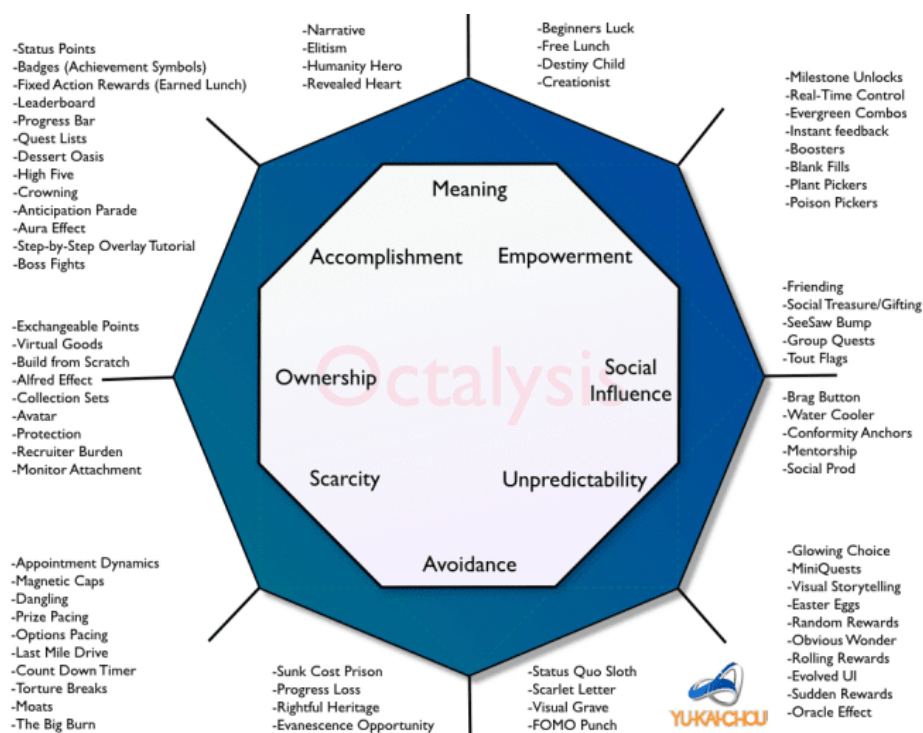 -Narrative
-Elitism
-Humanity Hero
-Revealed Heart
-Beginners Luck
-Free Lunch
-Destiny Child
-Creationist
-Status Points
-Badges (Achievement Symbols)
-Fixed Action Rewards (Earned Lunch)
-Leaderboard
-Progress Bar
-Quest Lists
-Dessert Oasis
-High Five
-Crowning
-Anticipation Parade
-Aura Effect
-Step-by-Step Overlay Tutorial
-Boss Fights
-Milestone Unlocks
-Real-Time Control
-Evergreen Combos
-Instant feedback
-Boosters
-Blank Fills
-Plant Pickers
-Poison Pickers
Meaning
Accomplishment
Empowerment
Ownership
Octalysis
Social
Influence
Scarcity
Unpredictability
Avoidance
-Exchangeable Points
-Virtual Goods
-Build from Scratch
-Alfred Effect
-Collection Sets
-Avatar
-Protection
-Recruiter Burden
-Monitor Attachment
-Friending
-Social Treasure/Gifting
-SeeSaw Bump
-Group Quests
-Tout Flags
-Brag Button
-Water Cooler
-Conformity Anchors
-Mentorship
-Social Prod
-Appointment Dynamics
-Magnetic Caps
-Dangling
-Prize Pacing
-Options Pacing
-Last Mile Drive
-Count Down Timer
-Torture Breaks
-Moats
-The Big Burn
-Sunk Cost Prison
-Progress Loss
-Rightful Heritage
-Evanescence Opportunity
-Status Quo Sloth
-Scarlet Letter
-Visual Grave
-FOMO Punch
-Glowing Choice
-MiniQuests
-Visual Storytelling
-Easter Eggs
-Random Rewards
-Obvious Wonder
-Rolling Rewards
-Evolved UI
-Sudden Rewards
-Oracle Effect
YU-KAI-CHOU